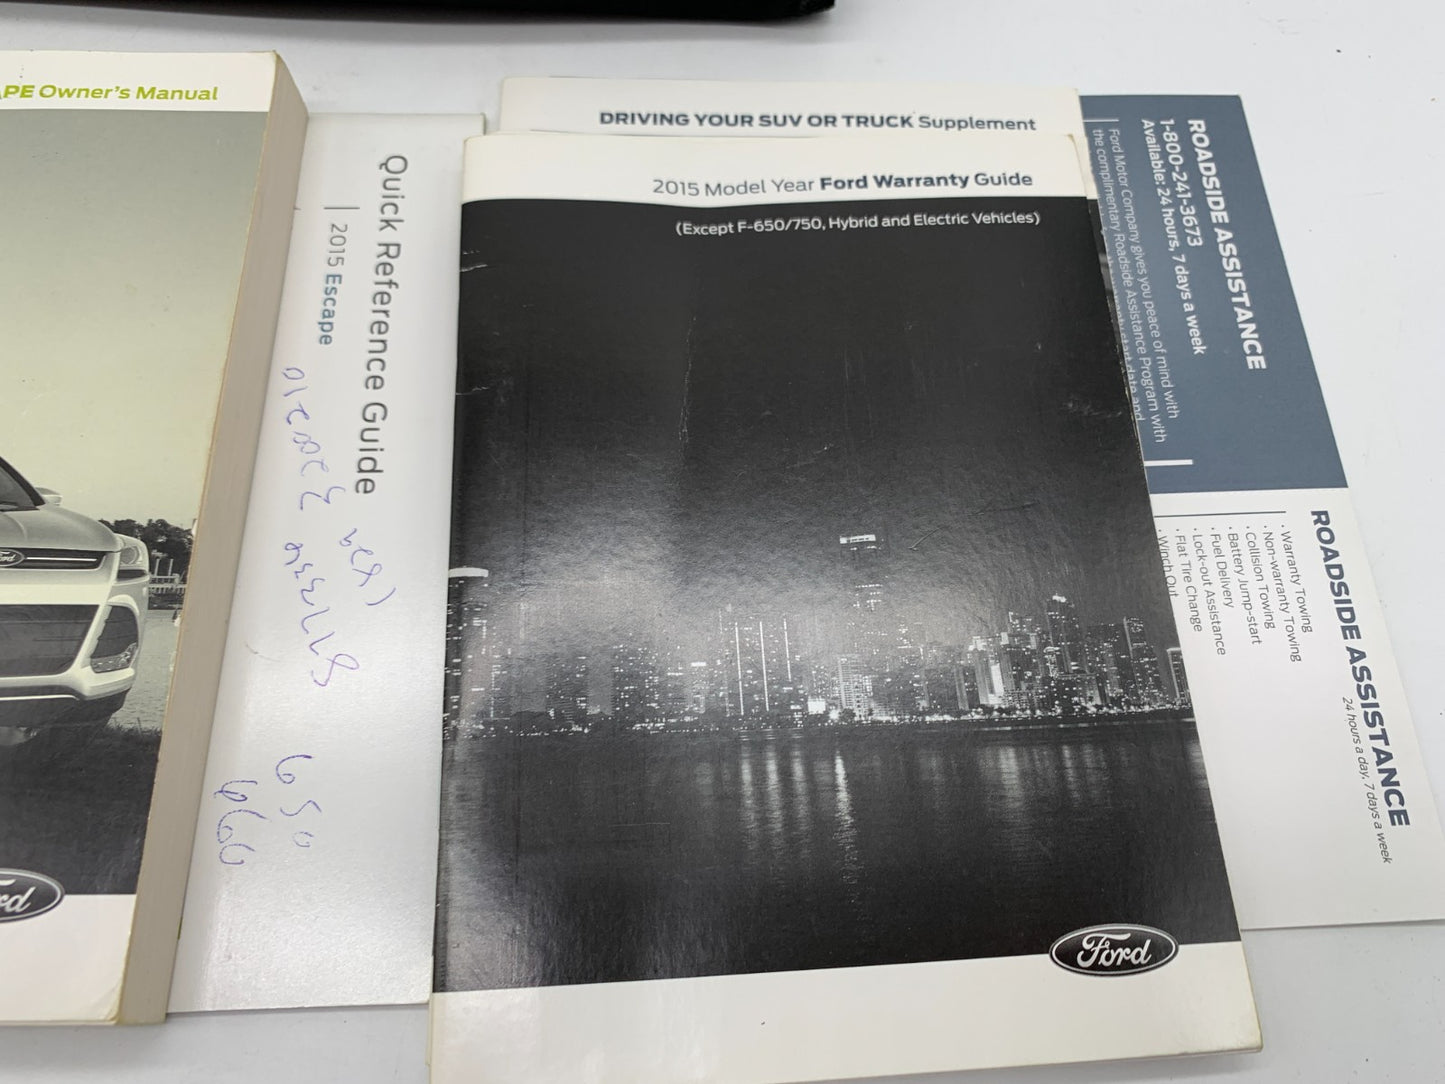 PE Owner's Manual
Ford
Quick Reference Guide
2015 Escape
650
DRIVING YOUR SUV OR TRUCK Supplement
2015 Model Year Ford Warranty Guide
(Except F-650/750, Hybrid and Electric Vehicles)
Ford
ROADSIDE ASSISTANCE
1-800-241-3673
Available: 24 hours, 7 days a week
Ford Motor Company gives you peace of mind with
the complimentary Roadside Assistance Program with
ROADSIDE ASSISTANCE
24 hours a day, 7 days a week
· Warranty Towing
· Non-warranty Towing
· Collision Towing
· Battery Jump-start
· Fuel Delivery
· Lock-out Assistance
· Flat Tire Change
· Winch Out